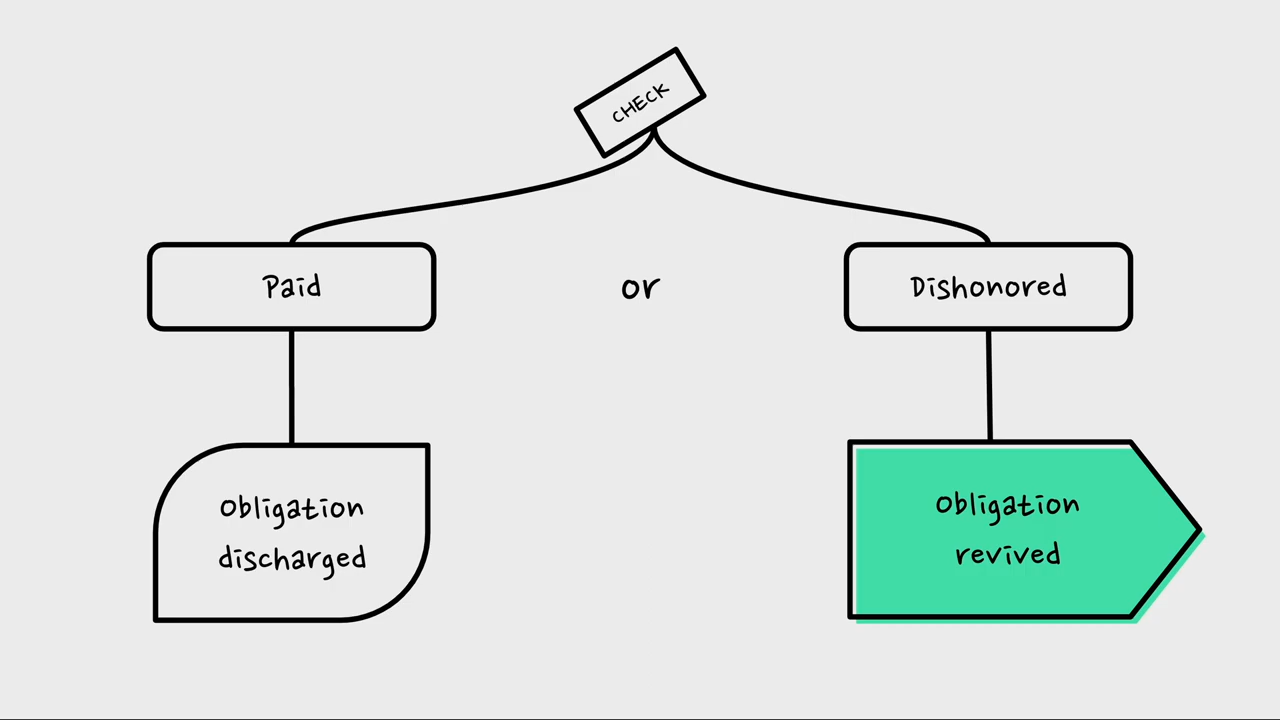 CHECK
Paid
or
Dishonored
Obligation
discharged
Obligation
revived